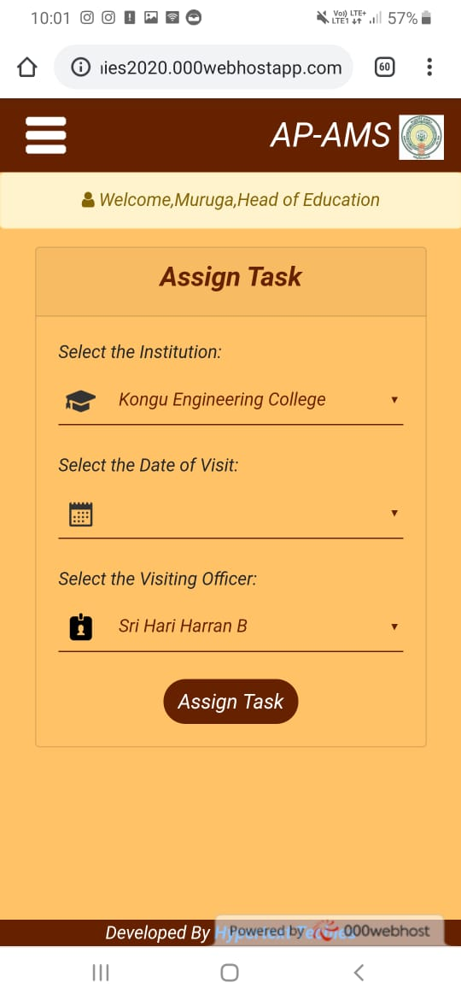 10:01
Vo)) LTE+
LTE1
57%
ies2020.000webhostapp.com
60
AP-AMS
Welcome,Muruga,Head of Education
Assign Task
Select the Institution:
Kongu Engineering College
Select the Date of Visit:
Select the Visiting Officer:
Sri Hari Harran B
Assign Task
Developed By
Powered by 000webhost